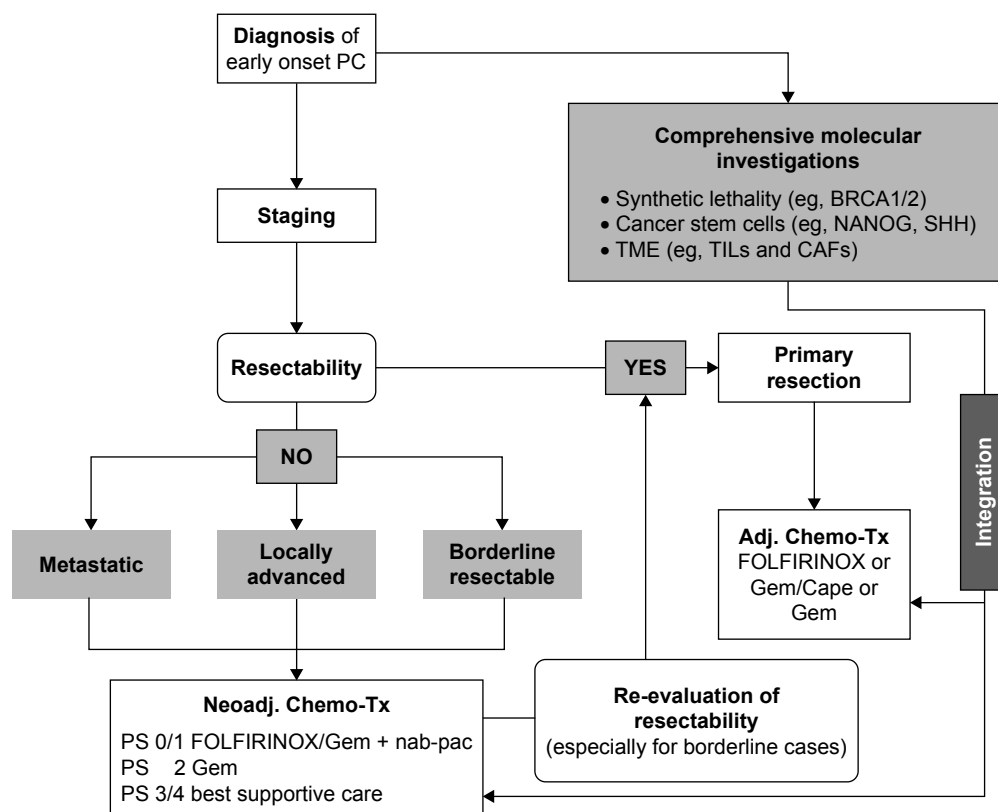 Diagnosis of
early onset PC
Comprehensive molecular
investigations
• Synthetic lethality (eg, BRCA1/2)
• Cancer stem cells (eg, NANOG, SHH)
• TME (eg, TILs and CAFs)
Staging
Resectability
YES
Primary
resection
NO
Integration
Metastatic
Locally
advanced
Borderline
resectable
Adj. Chemo-Tx
FOLFIRINOX or
Gem/Cape or
Gem
Neoadj. Chemo-Tx
PS 0/1 FOLFIRINOX/Gem + nab-pac
PS 2 Gem
PS 3/4 best supportive care
Re-evaluation of
resectability
(especially for borderline cases)